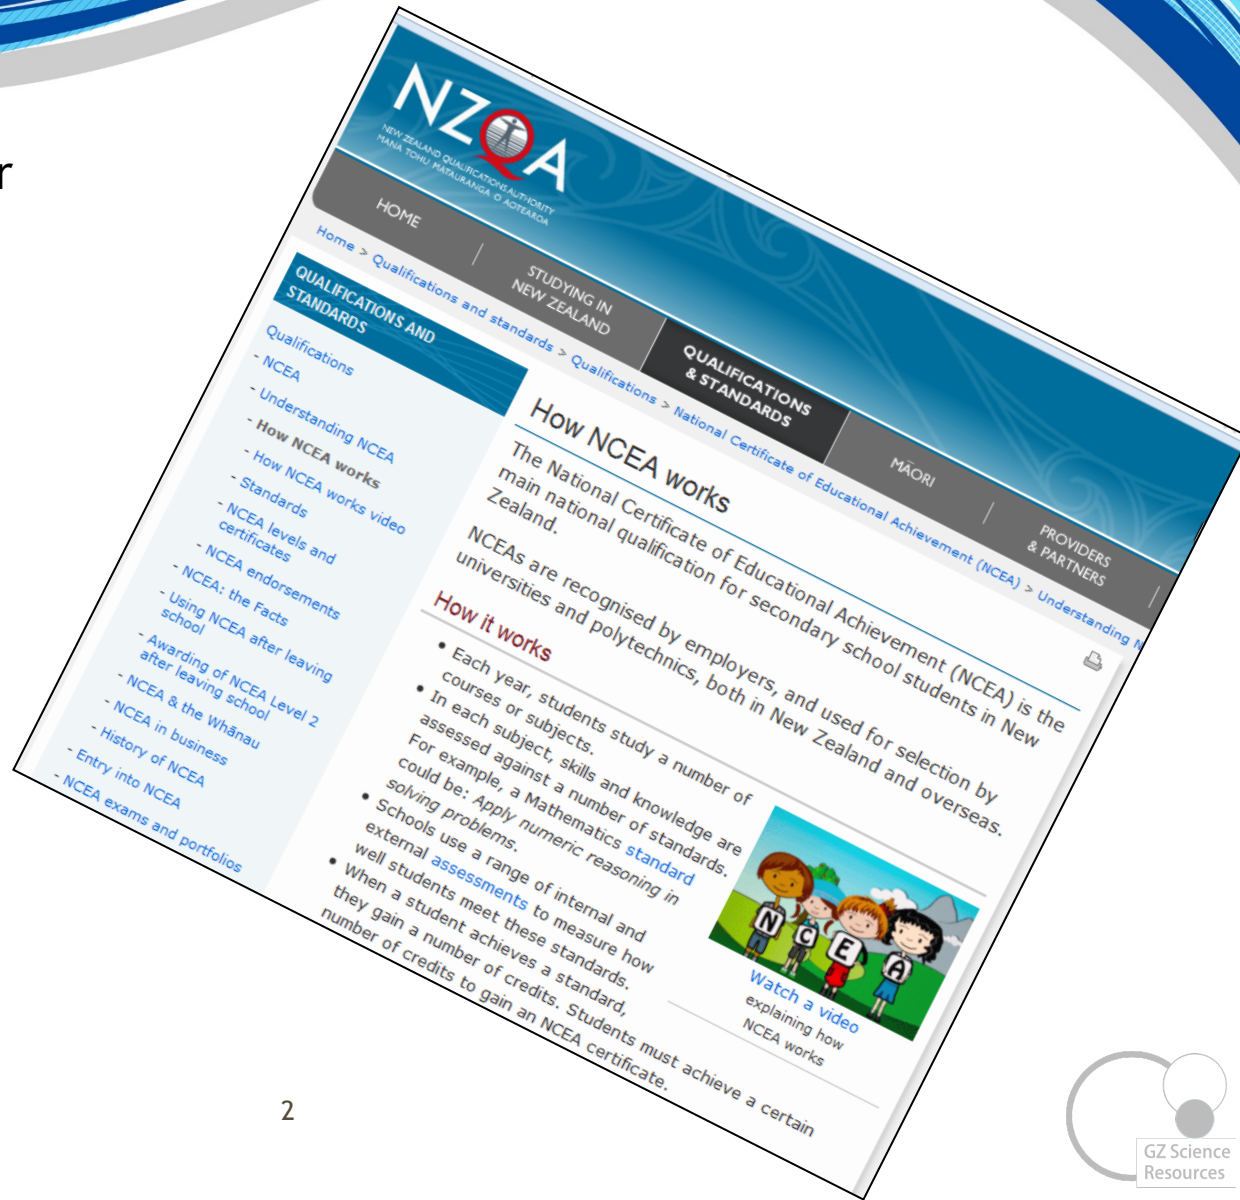 r
NZQA
NEW ZEALAND QUALIFICATIONS AUTHORITY
MANA TOHU MATAURANGA O AOTEAROA
HOME
STUDYING IN
NEW ZEALAND
QUALIFICATIONS
& STANDARDS
MĀORI
PROVIDERS
& PARTNERS
Home > Qualifications and standards > Qualifications > National Certificate of Educational Achievement (NCEA) > Understanding N
QUALIFICATIONS AND
STANDARDS
Qualifications
- NCEA
- Understanding NCEA
- How NCEA works
- How NCEA works video
- Standards
- NCEA levels and
certificates
- NCEA endorsements
- NCEA: the Facts
- Using NCEA after leaving
school
- Awarding of NCEA Level 2
after leaving school
- NCEA & the Whānau
- NCEA in business
- History of NCEA
- Entry into NCEA
- NCEA exams and portfolios
How NCEA works
The National Certificate of Educational Achievement (NCEA) is the
main national qualification for secondary school students in New
Zealand.
NCEAs are recognised by employers, and used for selection by
universities and polytechnics, both in New Zealand and overseas.
How it works
• Each year, students study a number of
courses or subjects.
• In each subject, skills and knowledge are
assessed against a number of standards.
For example, a Mathematics standard
could be: Apply numeric reasoning in
solving problems.
• Schools use a range of internal and
external assessments to measure how
well students meet these standards.
• When a student achieves a standard,
they gain a number of credits. Students must achieve a certain
number of credits to gain an NCEA certificate.
N C E A
Watch a video
explaining how
NCEA works
2
GZ Science
Resources